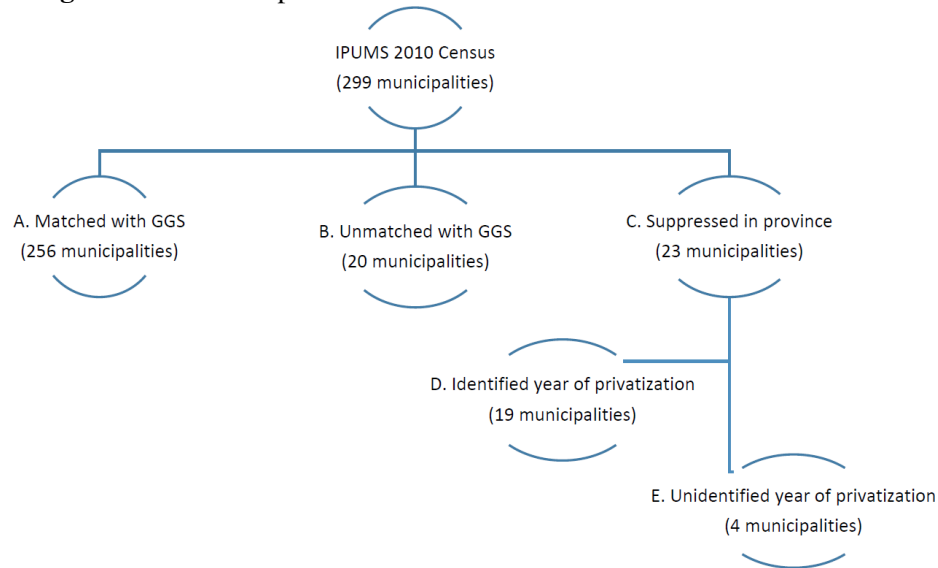 IPUMS 2010 Census
(299 municipalities)
A. Matched with GGS
(256 municipalities)
B. Unmatched with GGS
(20 municipalities)
C. Suppressed in province
(23 municipalities)
D. Identified year of privatization
(19 municipalities)
E. Unidentified year of privatization
(4 municipalities)